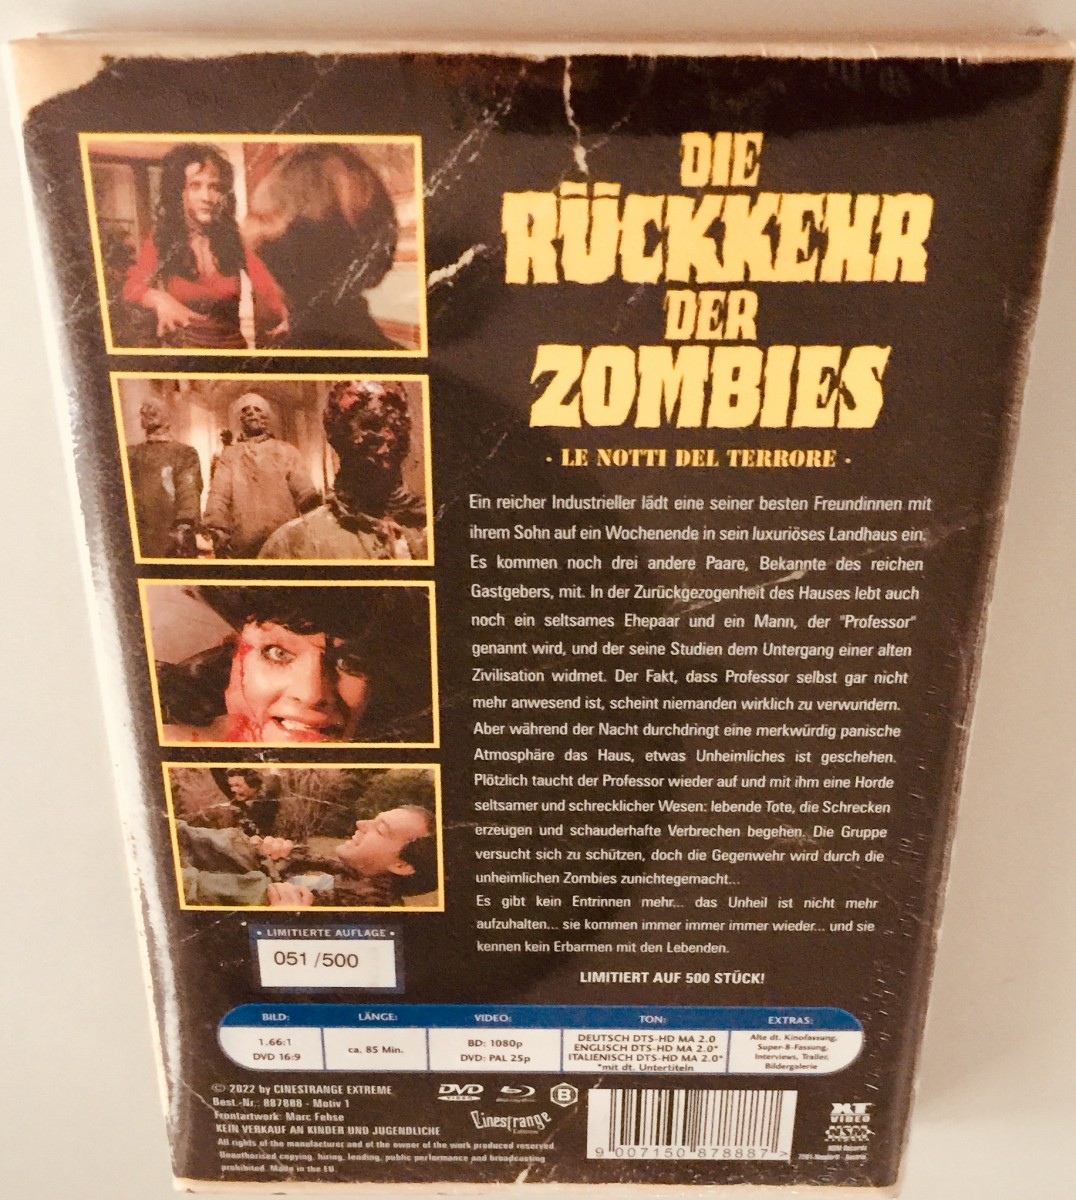 DIE
RÜCKKEHR
DER
ZOMBIES
· LE NOTTI DEL TERRORE ·
Ein reicher Industrieller lädt eine seiner besten Freundinnen mit
ihrem Sohn auf ein Wochenende in sein luxuriöses Landhaus ein.
Es kommen noch drei andere Paare, Bekannte des reichen
Gastgebers, mit. In der Zurückgezogenheit des Hauses lebt auch
noch ein seltsames Ehepaar und ein Mann, der "Professor"
genannt wird, und der seine Studien dem Untergang einer alten
Zivilisation widmet. Der Fakt, dass Professor selbst gar nicht
mehr anwesend ist, scheint niemanden wirklich zu verwundern.
Aber während der Nacht durchdringt eine merkwürdig panische
Atmosphäre das Haus, etwas Unheimliches ist geschehen.
Plötzlich taucht der Professor wieder auf und mit ihm eine Horde
seltsamer und schrecklicher Wesen: lebende Tote, die Schrecken
erzeugen und schauderhafte Verbrechen begehen. Die Gruppe
versucht sich zu schützen, doch die Gegenwehr wird durch die
unheimlichen Zombies zunichtegemacht...
Es gibt kein Entrinnen mehr... das Unheil ist nicht mehr
aufzuhalten... sie kommen immer immer immer wieder... und sie
kennen kein Erbarmen mit den Lebenden.
LIMITIERT AUF 500 STÜCK!
• LIMITIERTE AUFLAGE •
051 /500
BILD:
1.66:1
DVD 16:9
LÄNGE:
ca. 85 Min.
VIDEO:
BD: 1080p
DVD: PAL 25p
TON:
DEUTSCH DTS-HD MA 2.0
ENGLISCH DTS-HD MA 2.0*
ITALIENISCH DTS-HD MA 2.0*
*mit dt. Untertiteln
EXTRAS:
Alte dt. Kinofassung,
Super-8-Fassung,
Interviews, Trailer,
Bildergalerie
© 2022 by CINESTRANGE EXTREME
Best.-Nr.: 887888 - Motiv 1
Frontartwork: Marc Fehse
KEIN VERKAUF AN KINDER UND JUGENDLICHE
All rights of the manufacturer and of the owner of the work produced reserved
Unauthorised copying, hiring, lending, public performance and broadcasting
prohibited. Made in the EU.
DVD
VIDEO
B
Cinestrange
Extreme
9 007150 878887 >
XT
VIDEO
NSM
NSM Records